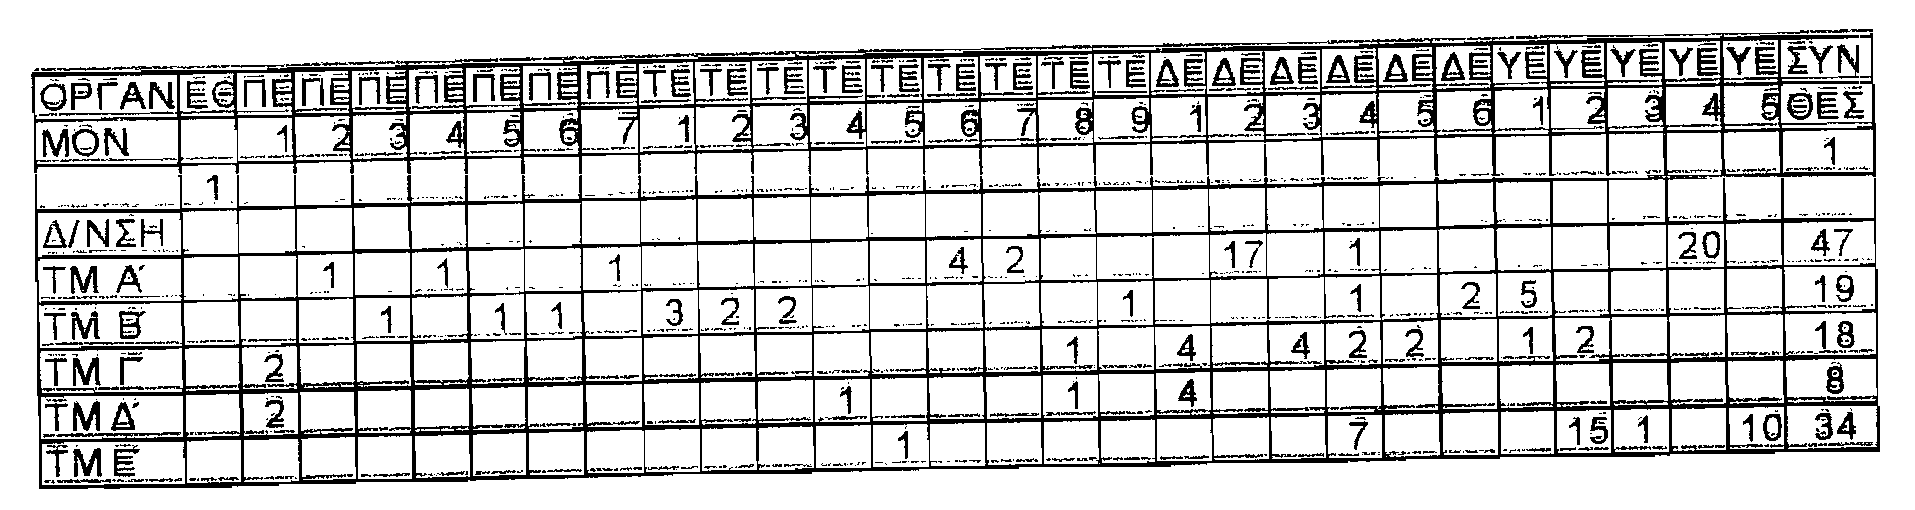 ΟΡΓΑΝ ΕΘ ΠΕ ΠΕ ΠΕ ΠΕ ΠΕ ΠΕ ΠΕ ΤΕ ΤΕ ΤΕ ΤΕ ΤΕ ΤΕ ΤΕ ΤΕ ΤΕ ΔΕ ΔΕ ΔΕ ΔΕ ΔΕ ΔΕ ΥΕ ΥΕ ΥΕ ΥΕ ΥΕ ΣΥΝ
ΜΟΝ 1 2 3 4 5 6 7 1 2 3 4 5 6 7 8 9 1 2 3 4 5 6 1 2 3 4 5 ΘΕΣ
1 1
Δ/ΝΣΗ
ΤΜ Α΄ 1 1 1 4 2 17 1 20 47
ΤΜ Β΄ 1 1 1 3 2 2 1 1 2 5 19
ΤΜ Γ΄ 2 1 4 4 2 2 1 2 18
ΤΜ Δ΄ 2 1 1 4 8
ΤΜ Ε΄ 1 7 15 1 10 34